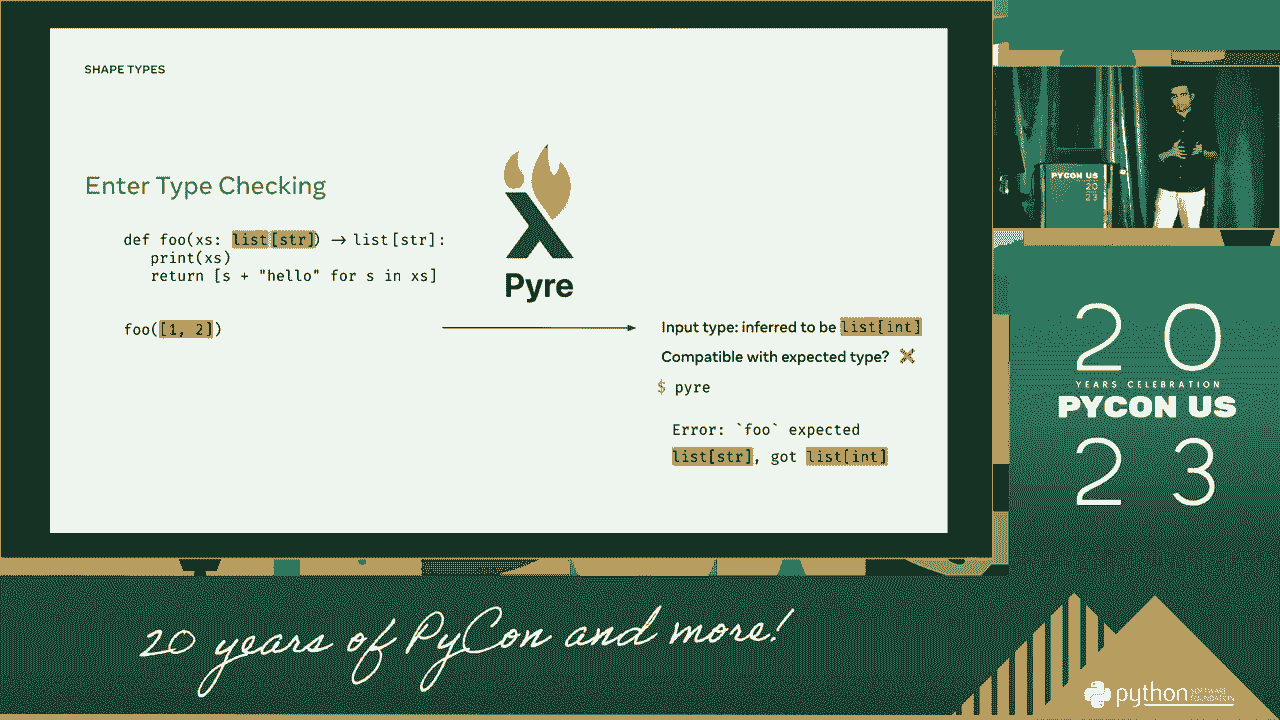 SHAPE TYPES
Enter Type Checking
def foo(xs: list[str]) → list[str]:
print(xs)
return [s + "hello" for s in xs]
foo([1, 2])
Pyre
Input type: inferred to be list[int]
Compatible with expected type? ✕
$ pyre
Error: `foo` expected
list[str], got list[int]
PYCON US
20
23
20
YEARS CELEBRATION
PYCON US
23
20 years of PyCon and more!
python SOFTWARE FOUNDATION